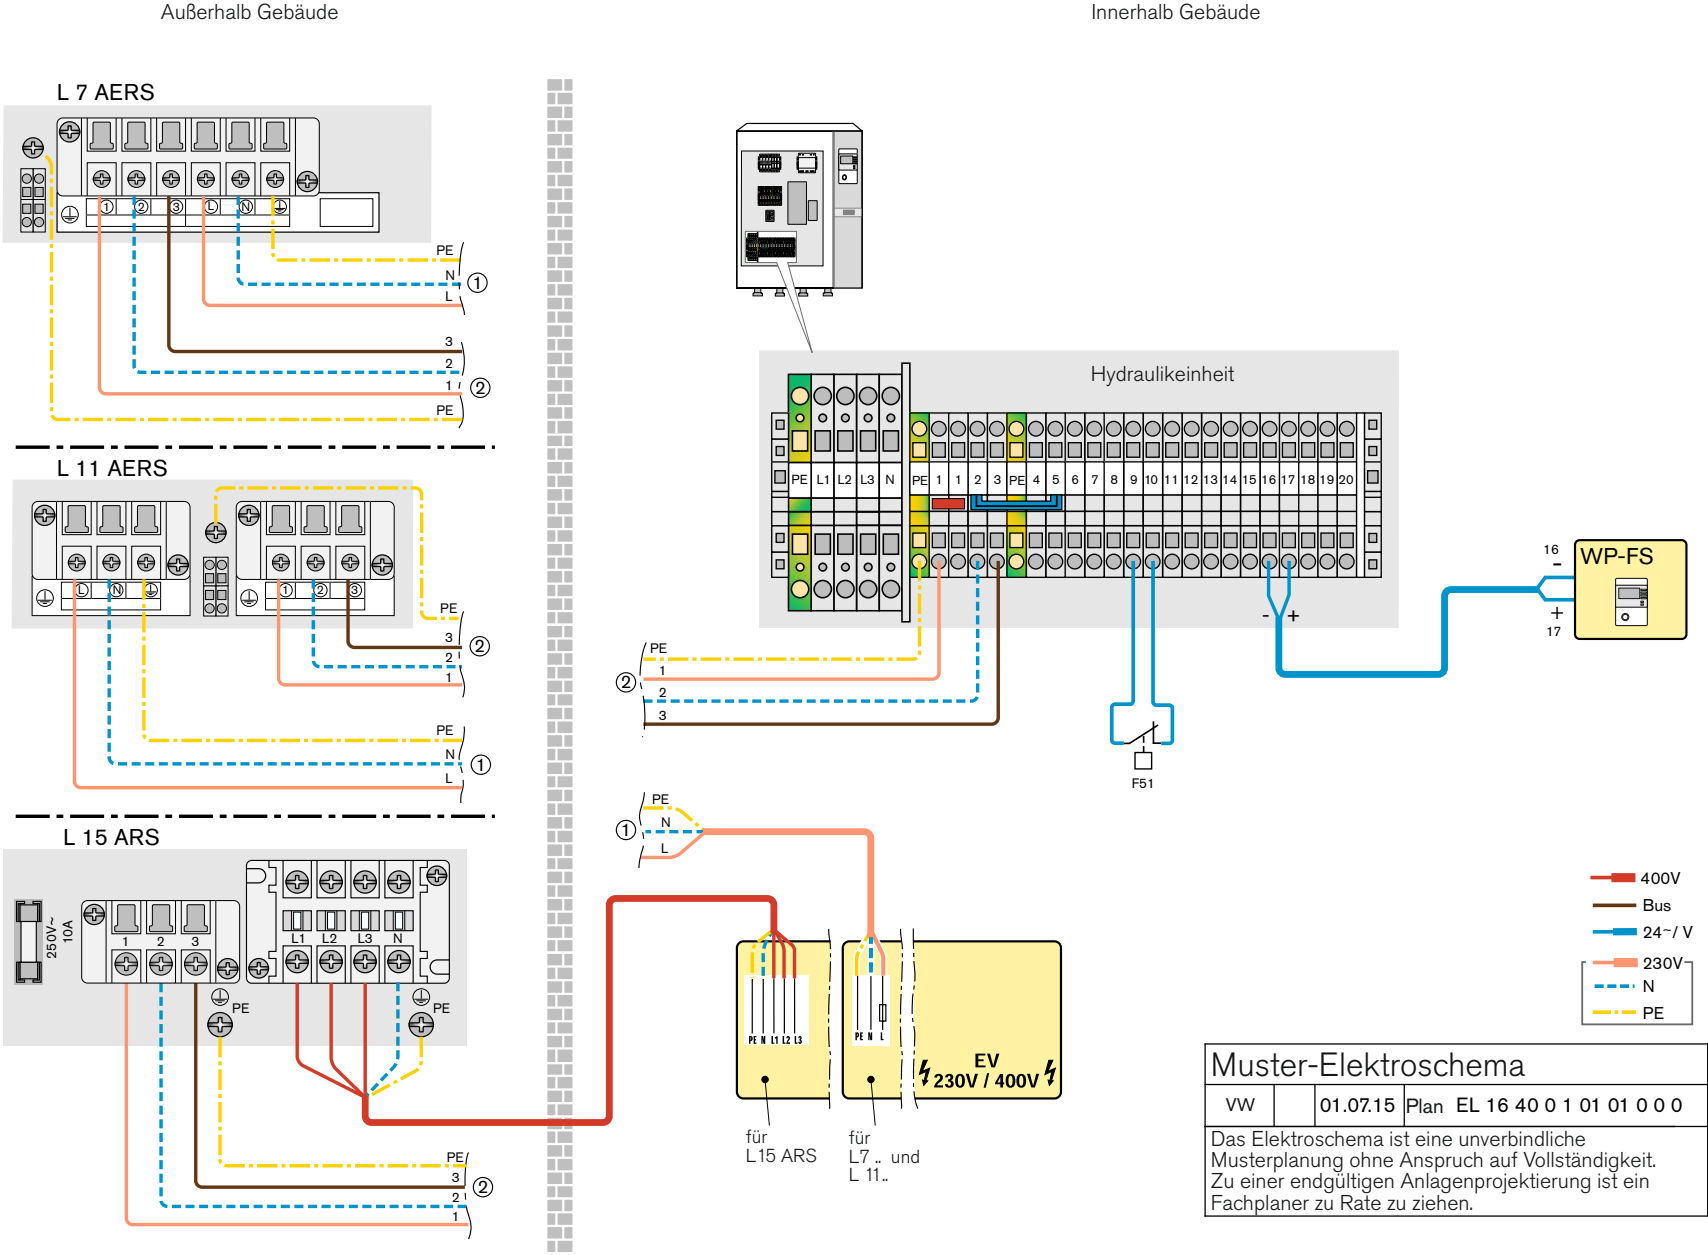 Außerhalb Gebäude
Innerhalb Gebäude
L 7 AERS
1 2 3 L N
PE
N
1
L
3
2
1
2
PE
L 11 AERS
L N
1 2 3
PE
3
2
2
1
PE
N
1
L
L 15 ARS
250V~
10A
1 2 3
L1 L2 L3 N
PE
PE
PE
3
2
2
1
Hydraulikeinheit
PE L1 L2 L3 N PE 1 1 2 3 PE 4 5 6 7 8 9 10 11 12 13 14 15 16 17 18 19 20
- +
16
-
WP-FS
+
17
PE
1
2
2
3
F51
PE
N
1
L
PE N L1 L2 L3
PE N L
EV
230V / 400V
für
L15 ARS
für
L7 .. und
L 11..
400V
Bus
24~/ V
230V
N
PE
Muster-Elektroschema
VW 01.07.15 Plan EL 16 40 0 1 01 01 0 0 0
Das Elektroschema ist eine unverbindliche
Musterplanung ohne Anspruch auf Vollständigkeit.
Zu einer endgültigen Anlagenprojektierung ist ein
Fachplaner zu Rate zu ziehen.